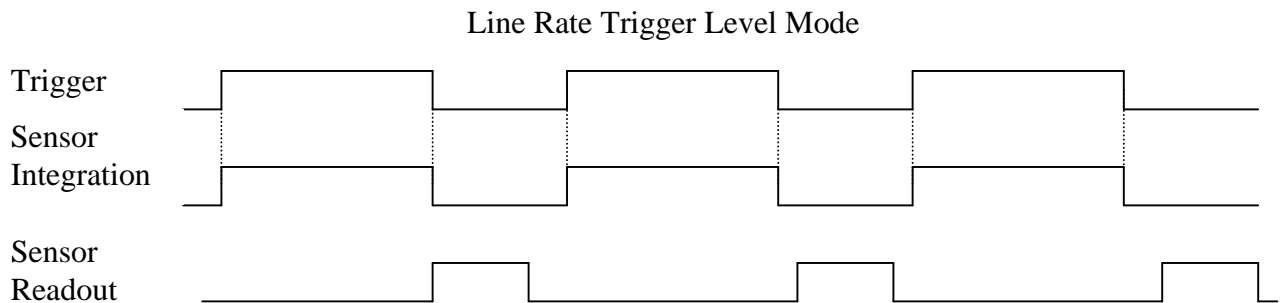 Line Rate Trigger Level Mode
Trigger
Sensor
Integration
Sensor
Readout